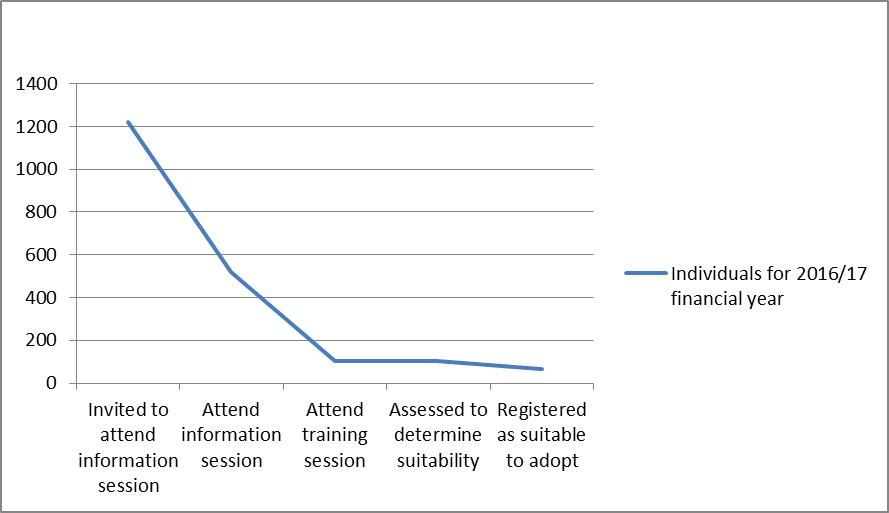 1400
1200
1000
800
600
400
200
0
Invited to
attend
information
session
Attend
information
session
Attend
training
session
Assessed to
determine
suitability
Registered
as suitable
to adopt
Individuals for 2016/17
financial year